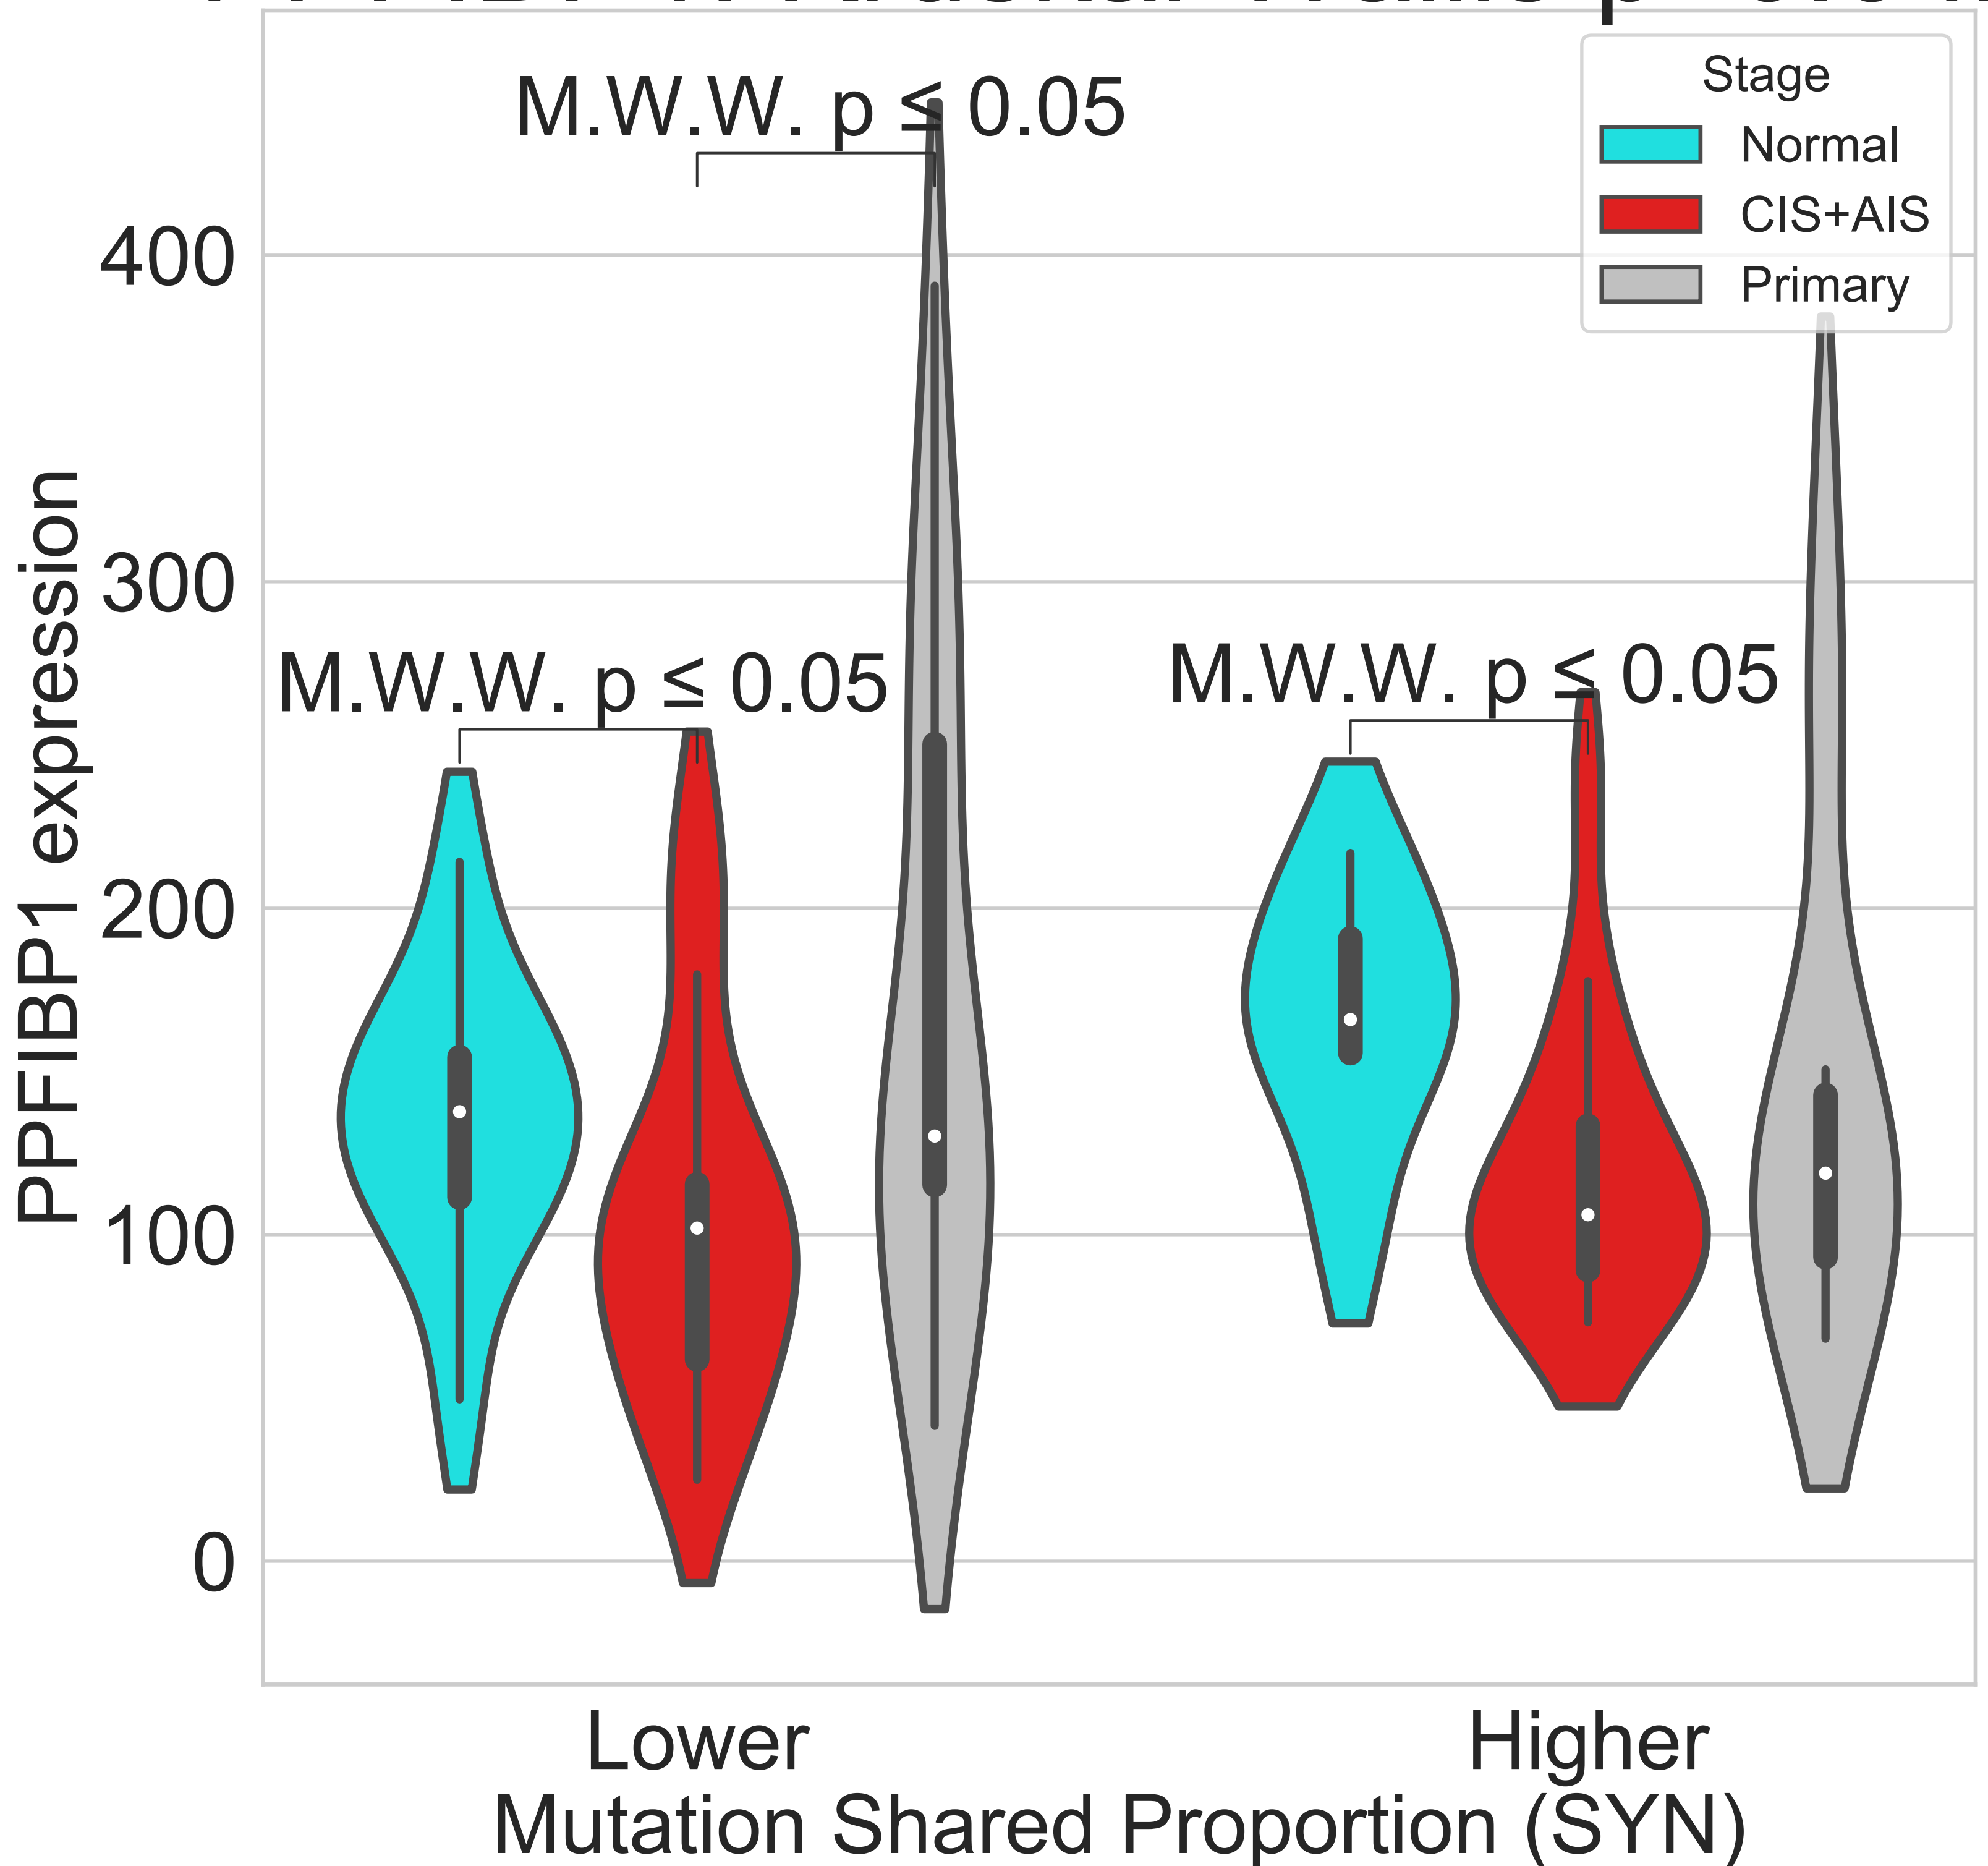 M.W.W. p ≤ 0.05
Stage
Normal
CIS+AIS
Primary
400
300
200
100
0
PPFIBP1 expression
M.W.W. p ≤ 0.05
M.W.W. p ≤ 0.05
Lower
Higher
Mutation Shared Proportion (SYN)